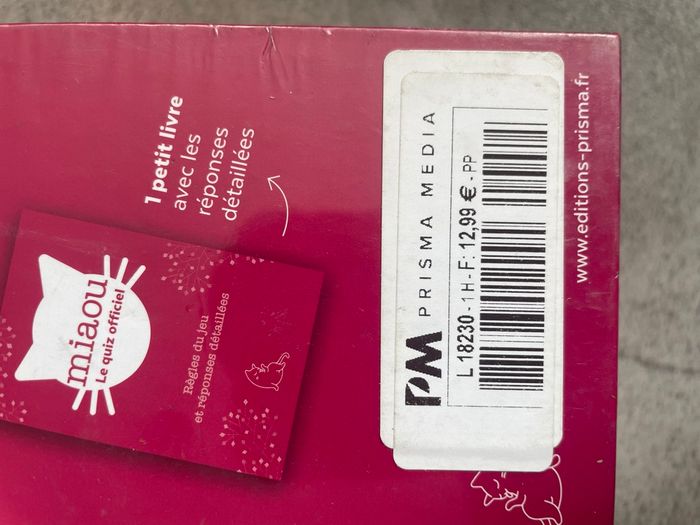 1 petit livre
avec les
réponses
détaillées
miaou
Le quiz officiel
Règles du jeu
et réponses détaillées
PM PRISMA MEDIA
L 18230 - 1 H - F: 12,99 € - PP
www.editions-prisma.fr